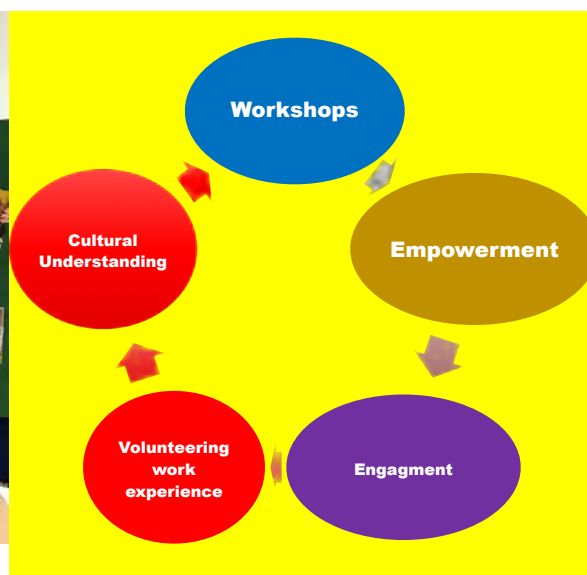 Workshops
Empowerment
Engagment
Volunteering
work
experience
Cultural
Understanding